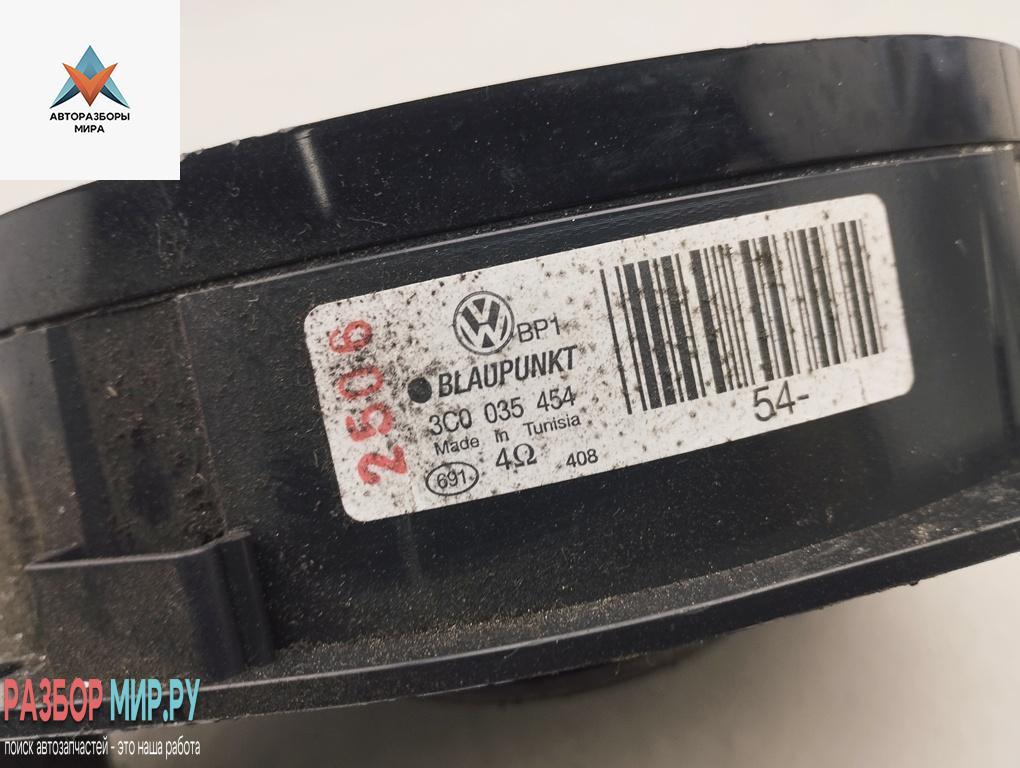 АВТОРАЗБОРЫ
МИРА
2506
BP1
BLAUPUNKT
3C0 035 454
Made in Tunisia
691 4Ω 408
54-
РАЗБОР МИР.РУ
поиск автозапчастей - это наша работа